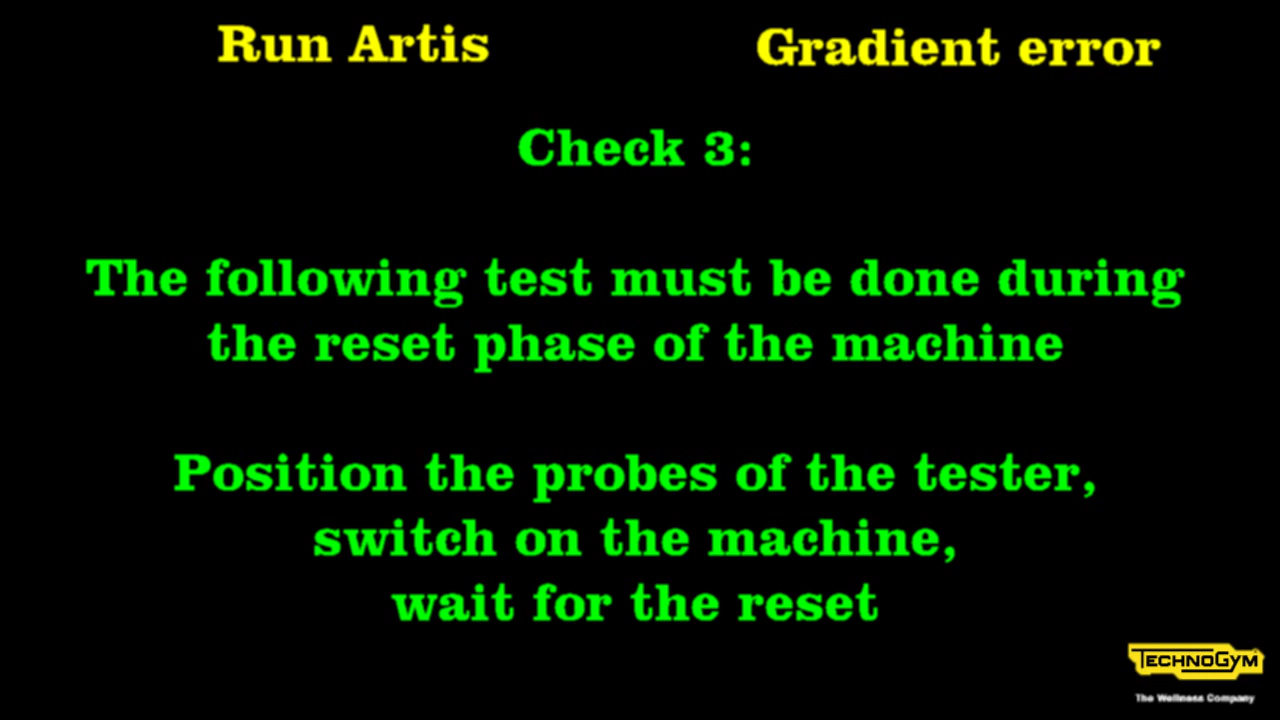 Run Artis
Gradient error
Check 3:
The following test must be done during
the reset phase of the machine
Position the probes of the tester,
switch on the machine,
wait for the reset
TECHNOGYM
The Wellness Company